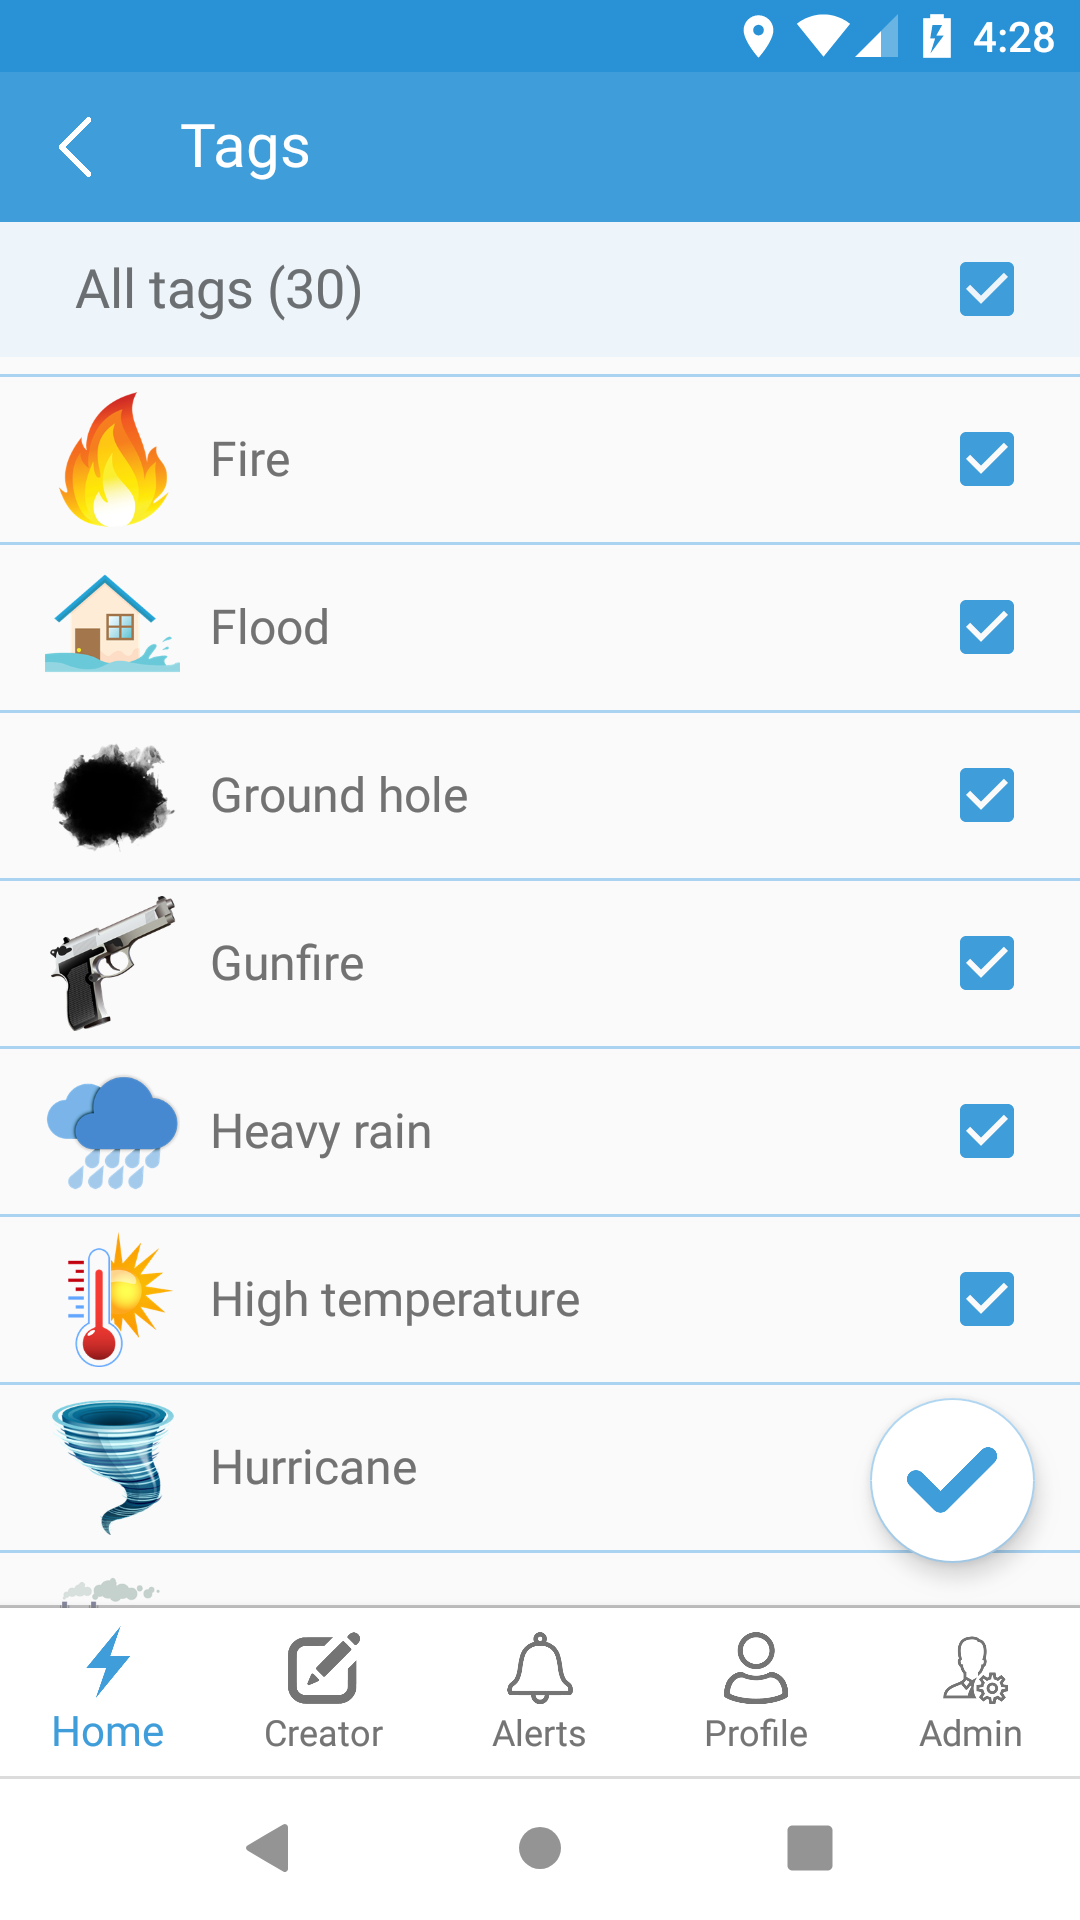 4:28
Tags
All tags (30)
Fire
Flood
Ground hole
Gunfire
Heavy rain
High temperature
Hurricane
Home
Creator
Alerts
Profile
Admin